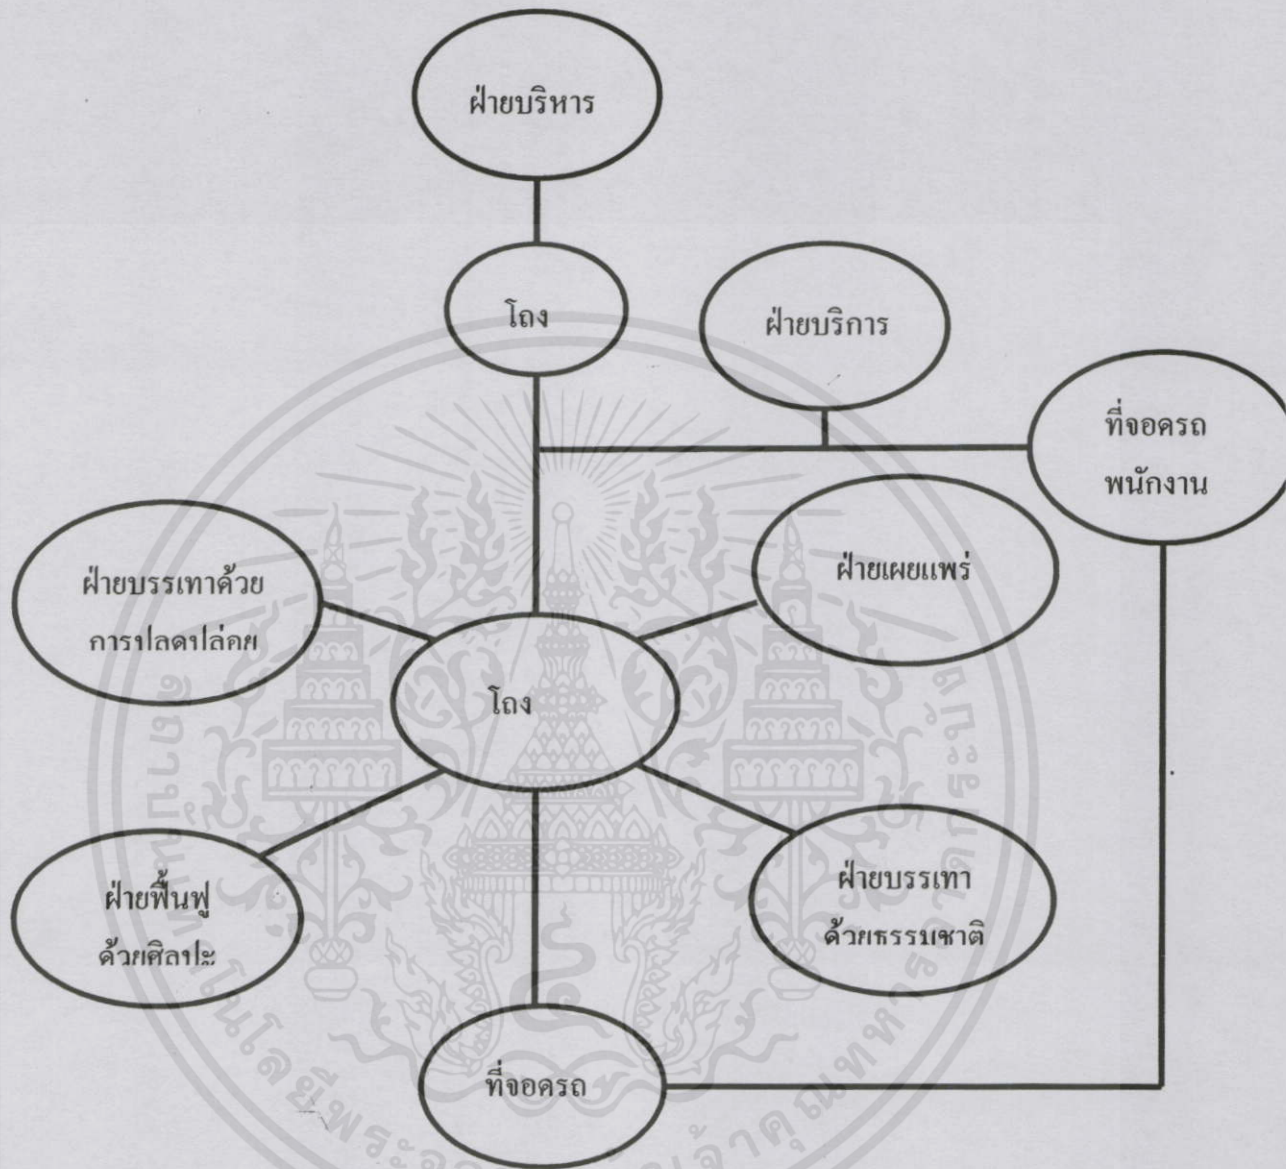 ฝ่ายบริหาร
โถง
ฝ่ายบริการ
ที่จอดรถ
พนักงาน
ฝ่ายเผยแพร่
ฝ่ายบรรเทาด้วย
การปลดปล่อย
โถง
ฝ่ายฟื้นฟู
ด้วยศิลปะ
ฝ่ายบรรเทา
ด้วยธรรมชาติ
ที่จอดรถ